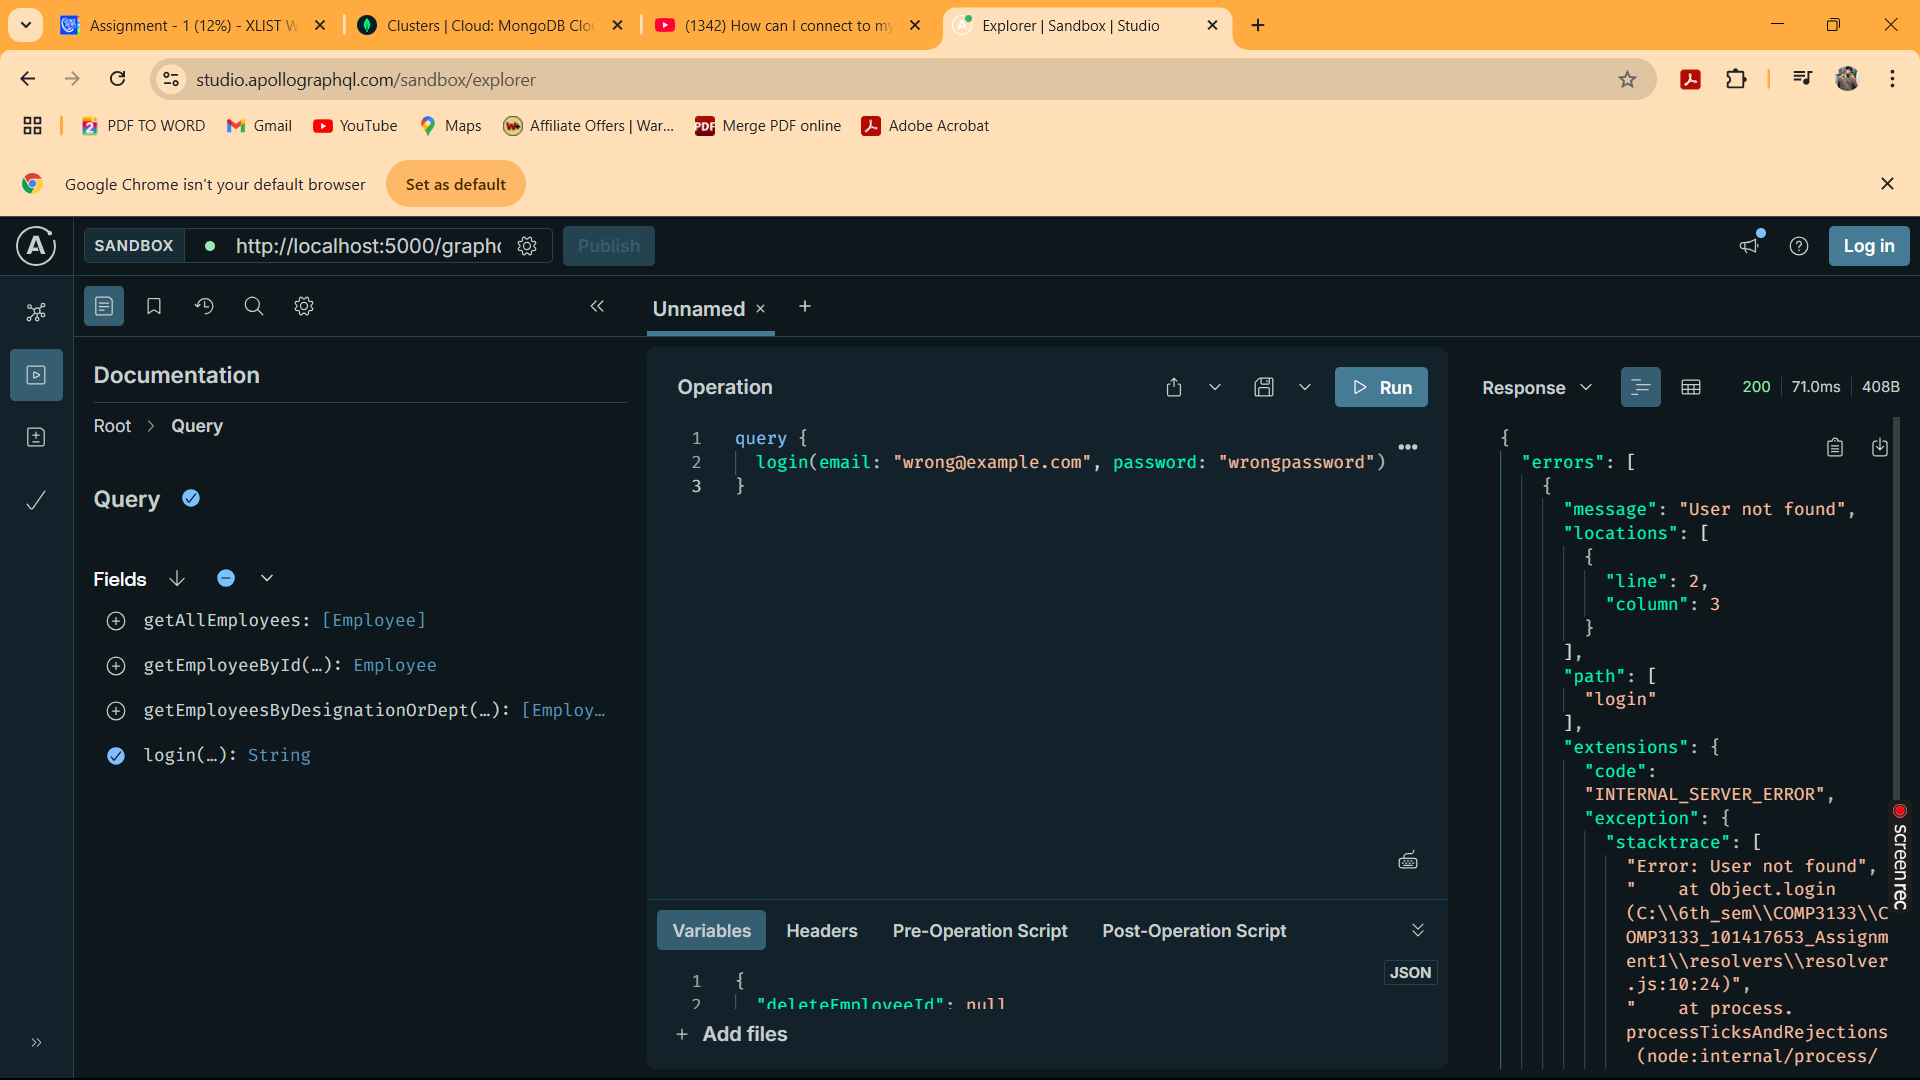 Assignment - 1 (12%) - XLIST W
Clusters | Cloud: MongoDB Clo
(1342) How can I connect to my
Explorer | Sandbox | Studio
studio.apollographql.com/sandbox/explorer
PDF TO WORD
Gmail
YouTube
Maps
Affiliate Offers | War...
PDF
Merge PDF online
Adobe Acrobat
Google Chrome isn't your default browser
Set as default
SANDBOX
http://localhost:5000/graphq
Publish
Log in
Unnamed
Documentation
Root > Query
Query
Fields
getAllEmployees: [Employee]
getEmployeeById(…): Employee
getEmployeesByDesignationOrDept(…): [Employ…
login(…): String
Operation
Run
1 query {
2 login(email: "wrong@example.com", password: "wrongpassword")
3 }
Variables
Headers
Pre-Operation Script
Post-Operation Script
JSON
1 {
2 "deleteEmployeeId": null
+ Add files
Response
200
71.0ms
408B
{
"errors": [
{
"message": "User not found",
"locations": [
{
"line": 2,
"column": 3
}
],
"path": [
"login"
],
"extensions": {
"code":
"INTERNAL_SERVER_ERROR",
"exception": {
"stacktrace": [
"Error: User not found",
"    at Object.login
(C:\\6th_sem\\COMP3133\\C
OMP3133_101417653_Assignm
ent1\\resolvers\\resolver
.js:10:24)",
"    at process.
processTicksAndRejections
(node:internal/process/
screenrec